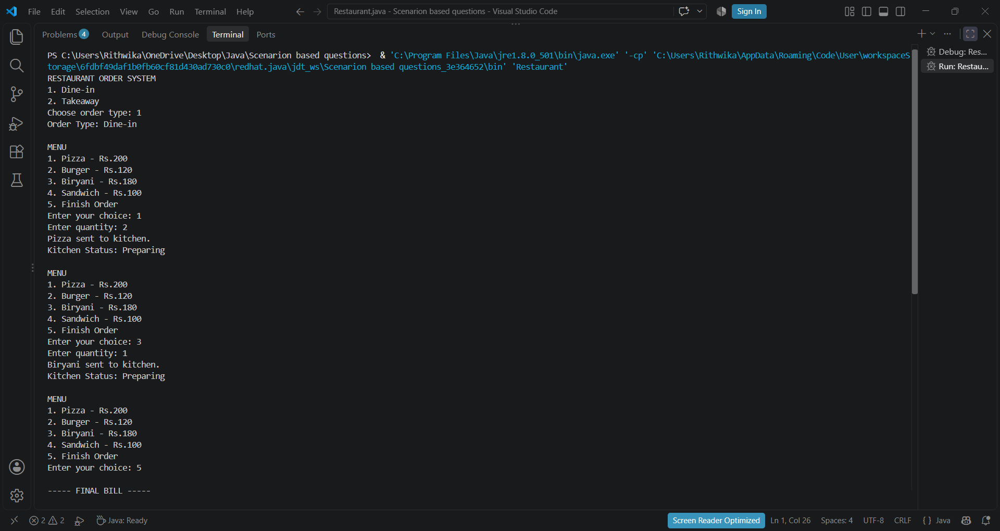 File Edit Selection View Go Run Terminal Help
Restaurant.java - Scenarion based questions - Visual Studio Code
Sign In
Problems 4 Output Debug Console Terminal Ports
PS C:\Users\Rithwika\OneDrive\Desktop\Java\Scenarion based questions> & 'C:\Program Files\Java\jre1.8.0_501\bin\java.exe' '-cp' 'C:\Users\Rithwika\AppData\Roaming\Code\User\workspaceS
torage\6fdbf49daf1b0fb60cf81d430ad730c0\redhat.java\jdt_ws\Scenarion based questions_3e364652\bin' 'Restaurant'
RESTAURANT ORDER SYSTEM
1. Dine-in
2. Takeaway
Choose order type: 1
Order Type: Dine-in
MENU
1. Pizza - Rs.200
2. Burger - Rs.120
3. Biryani - Rs.180
4. Sandwich - Rs.100
5. Finish Order
Enter your choice: 1
Enter quantity: 2
Pizza sent to kitchen.
Kitchen Status: Preparing
MENU
1. Pizza - Rs.200
2. Burger - Rs.120
3. Biryani - Rs.180
4. Sandwich - Rs.100
5. Finish Order
Enter your choice: 3
Enter quantity: 1
Biryani sent to kitchen.
Kitchen Status: Preparing
MENU
1. Pizza - Rs.200
2. Burger - Rs.120
3. Biryani - Rs.180
4. Sandwich - Rs.100
5. Finish Order
Enter your choice: 5
----- FINAL BILL -----
Debug: Res...
Run: Restau...
2 2 Java: Ready
Screen Reader Optimized Ln 1, Col 26 Spaces: 4 UTF-8 CRLF {} Java